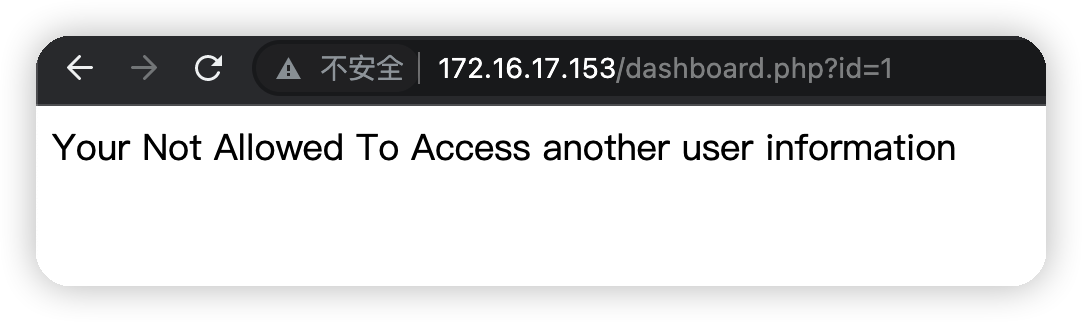 不安全 172.16.17.153/dashboard.php?id=1
Your Not Allowed To Access another user information